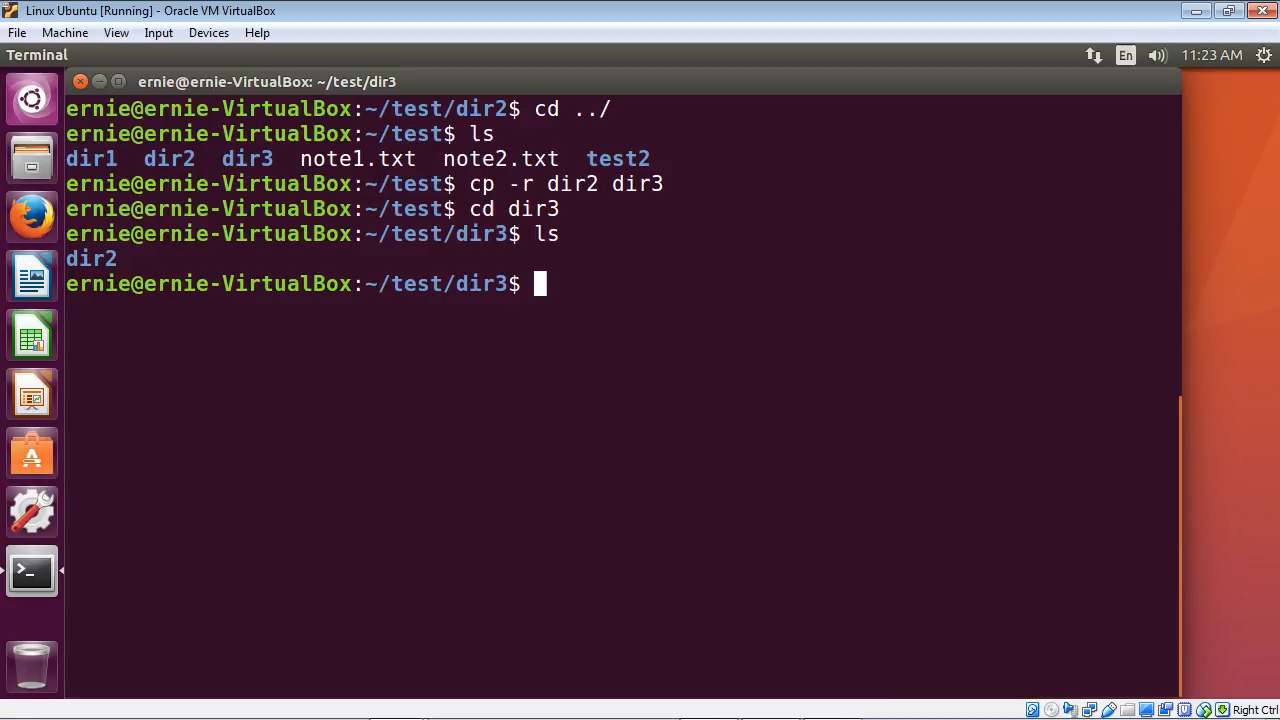 Linux Ubuntu [Running] - Oracle VM VirtualBox
File Machine View Input Devices Help
Terminal En 11:23 AM
ernie@ernie-VirtualBox: ~/test/dir3
ernie@ernie-VirtualBox:~/test/dir2$ cd ../
ernie@ernie-VirtualBox:~/test$ ls
dir1 dir2 dir3 note1.txt note2.txt test2
ernie@ernie-VirtualBox:~/test$ cp -r dir2 dir3
ernie@ernie-VirtualBox:~/test$ cd dir3
ernie@ernie-VirtualBox:~/test/dir3$ ls
dir2
ernie@ernie-VirtualBox:~/test/dir3$
Right Ctrl